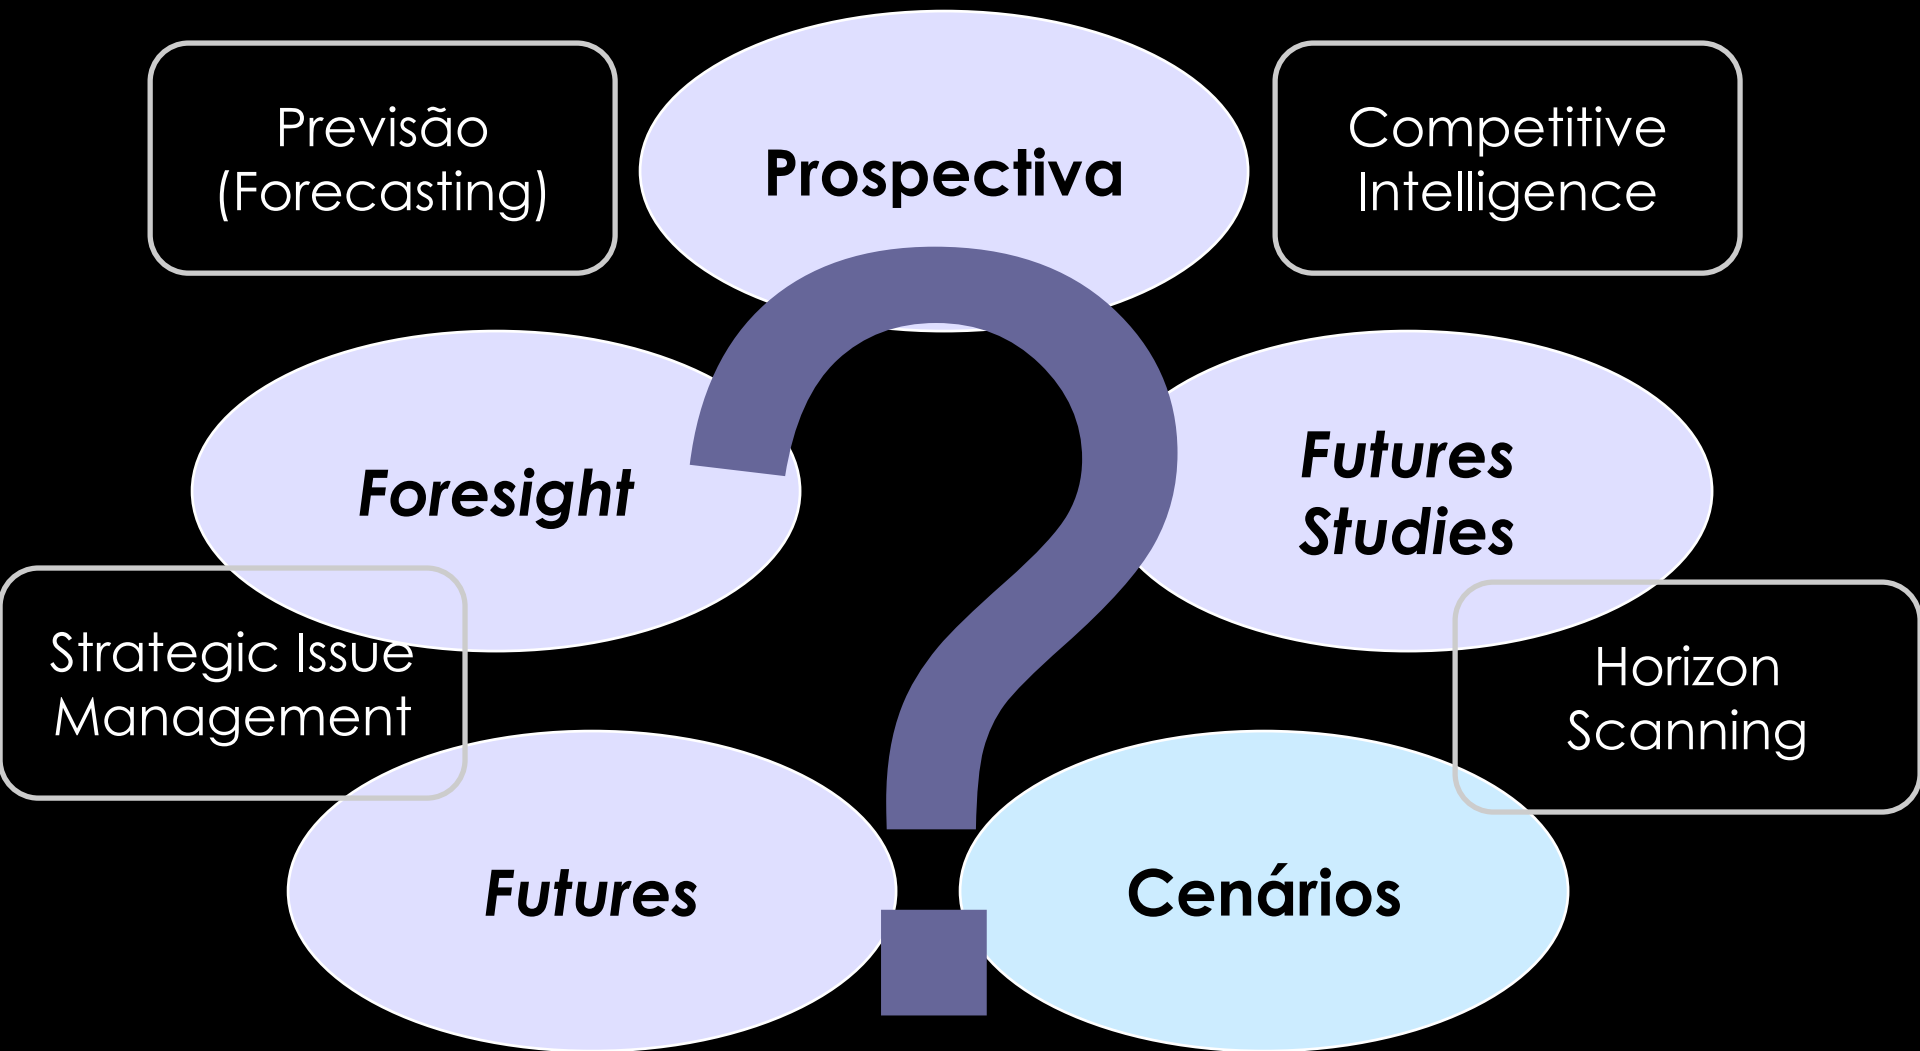 Previsão
(Forecasting)
Prospectiva
Competitive
Intelligence
Foresight
Futures
Studies
Strategic Issue
Management
Horizon
Scanning
Futures
Cenários
?